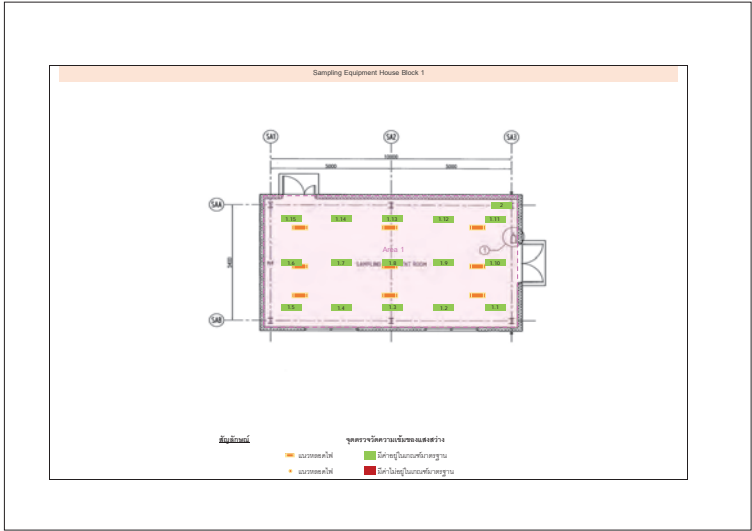 Sampling Equipment House Block 1
SA1 SA2 SA3
10000
5000 5000
SAA 2
1.15 1.14 1.13 1.12 1.11
Area 1 1
1.6 1.7 1.8 1.9 1.10
SAMPLING ENT ROOM
1.5 1.4 1.3 1.2 1.1
SAB
สัญลักษณ์ จุดตรวจวัดความเข้มของแสงสว่าง
แนวหลอดไฟ มีค่าอยู่ในเกณฑ์มาตรฐาน
แนวหลอดไฟ มีค่าไม่อยู่ในเกณฑ์มาตรฐาน